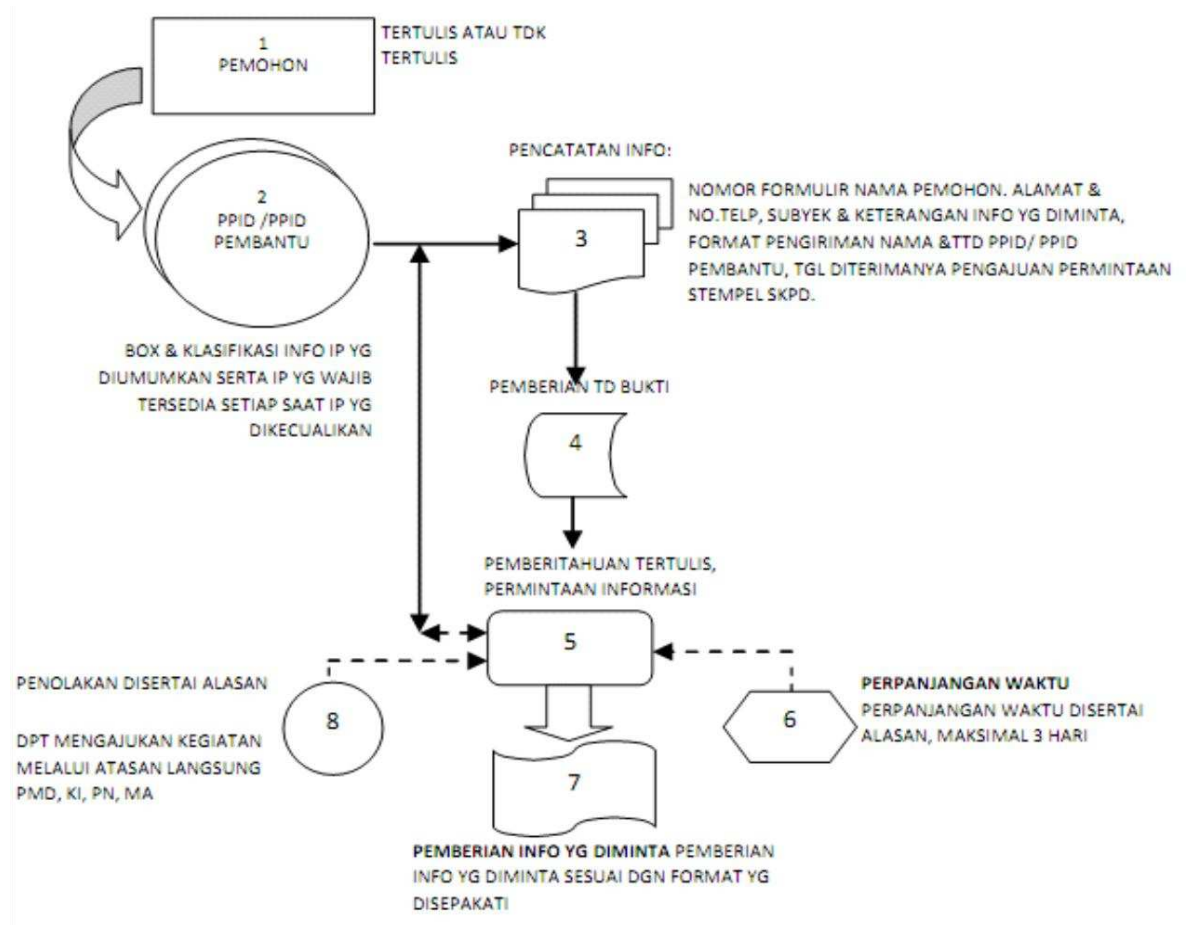 1
PEMOHON
TERTULIS ATAU TDK
TERTULIS
2
PPID /PPID
PEMBANTU
BOX & KLASIFIKASI INFO IP YG
DIUMUMKAN SERTA IP YG WAJIB
TERSEDIA SETIAP SAAT IP YG
DIKECUALIKAN
PENCATATAN INFO:
3
NOMOR FORMULIR NAMA PEMOHON. ALAMAT &
NO.TELP, SUBYEK & KETERANGAN INFO YG DIMINTA,
FORMAT PENGIRIMAN NAMA &TTD PPID/ PPID
PEMBANTU, TGL DITERIMANYA PENGAJUAN PERMINTAAN
STEMPEL SKPD.
PEMBERIAN TD BUKTI
4
PEMBERITAHUAN TERTULIS,
PERMINTAAN INFORMASI
5
6
PERPANJANGAN WAKTU
PERPANJANGAN WAKTU DISERTAI
ALASAN, MAKSIMAL 3 HARI
PENOLAKAN DISERTAI ALASAN
DPT MENGAJUKAN KEGIATAN
MELALUI ATASAN LANGSUNG
PMD, KI, PN, MA
8
7
PEMBERIAN INFO YG DIMINTA PEMBERIAN
INFO YG DIMINTA SESUAI DGN FORMAT YG
DISEPAKATI